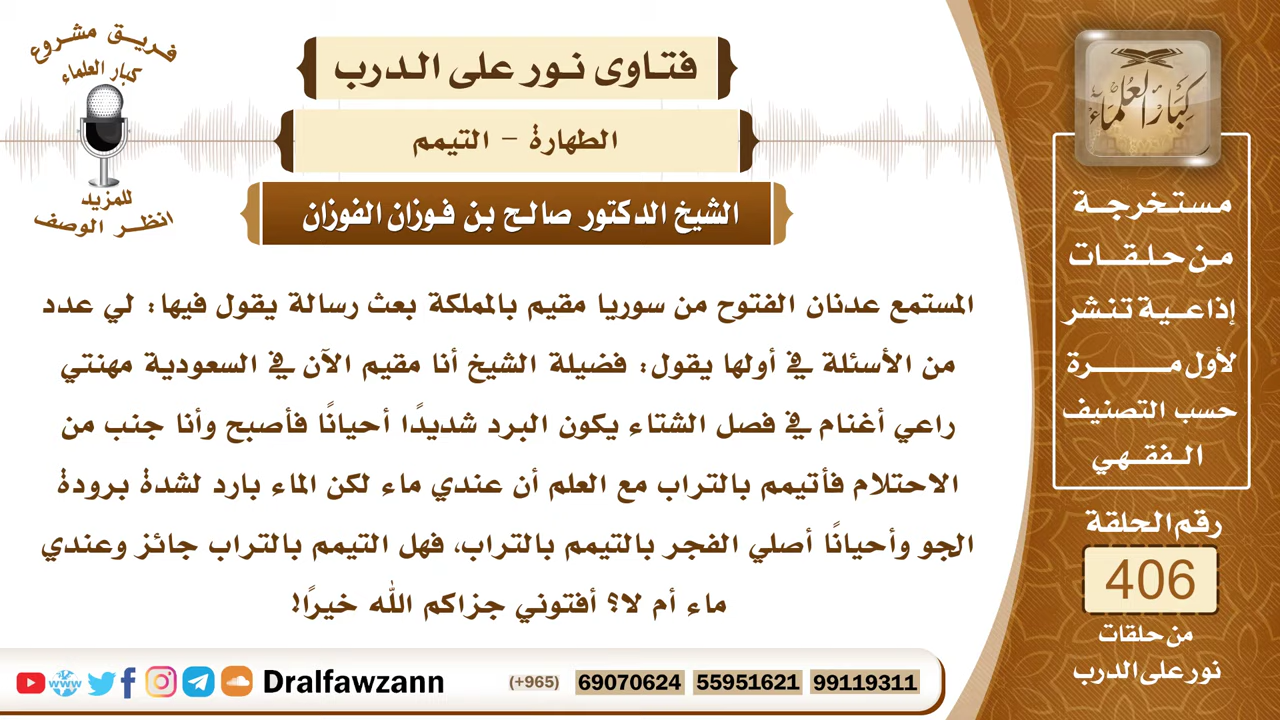 فريق مشروع
كبار العلماء
للمزيد
انظر الوصف
فتاوى نور على الدرب
الطهارة - التيمم
الشيخ الدكتور صالح بن فوزان الفوزان
المستمع عدنان الفتوح من سوريا مقيم بالمملكة بعث رسالة يقول فيها: لي عدد
من الأسئلة في أولها يقول: فضيلة الشيخ أنا مقيم الآن في السعودية مهنتي
راعي أغنام في فصل الشتاء يكون البرد شديدًا أحيانًا فأصبح وأنا جنب من
الاحتلام فأتيمم بالتراب مع العلم أن عندي ماء لكن الماء بارد لشدة برودة
الجو وأحيانًا أصلي الفجر بالتيمم بالتراب، فهل التيمم بالتراب جائز وعندي
ماء أم لا؟ أفتوني جزاكم الله خيرًا!
كبار العلماء
مستخرجة
من حلقات
إذاعية تنشر
لأول مرة
حسب التصنيف
الفقهي
رقم الحلقة
406
من حلقات
نور على الدرب
www
Dralfawzann
(+965) 69070624 55951621 99119311